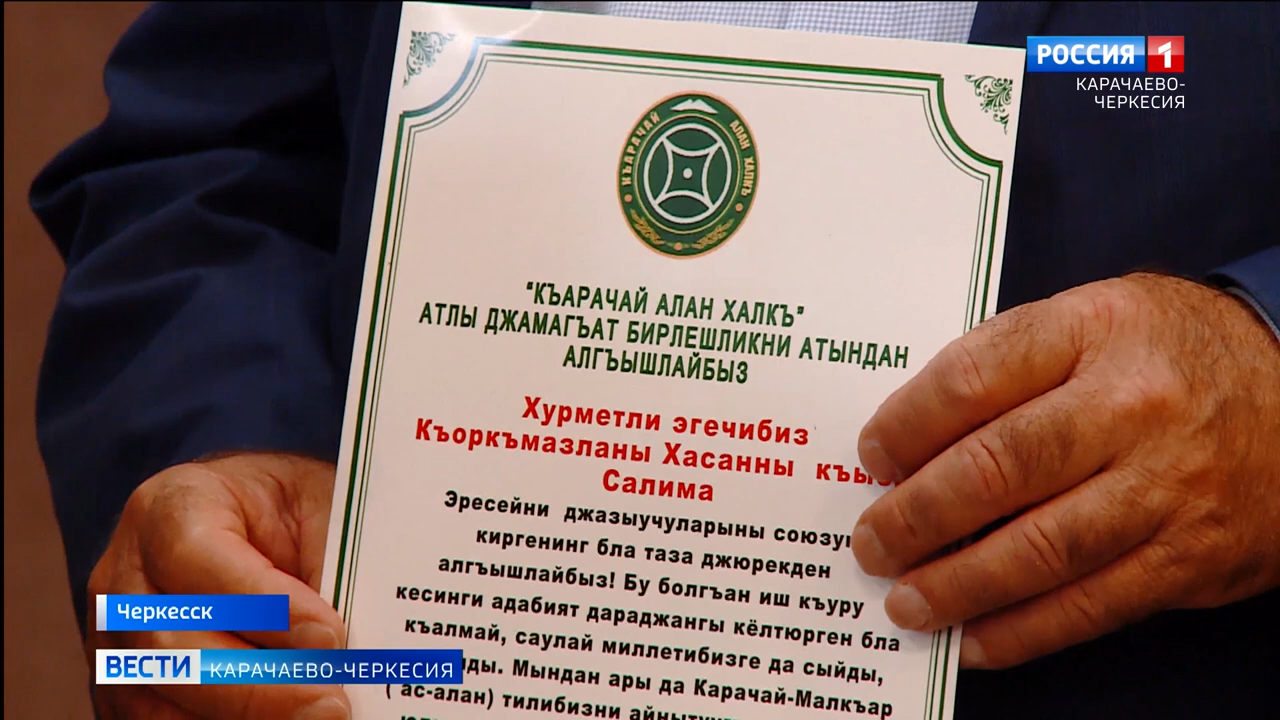 РОССИЯ 1
КАРАЧАЕВО-
ЧЕРКЕСИЯ
КЪАРАЧАЙ АЛАН ХАЛКЪ
"КЪАРАЧАЙ АЛАН ХАЛКЪ"
АТЛЫ ДЖАМАГЪАТ БИРЛЕШЛИКНИ АТЫНДАН
АЛГЪЫШЛАЙБЫЗ
Хурметли эгечибиз
Къоркъмазланы Хасанны
Салима
Эресейни джазыучуларыны
киргенинг бла таза джюрекден
алгъышлайбыз! Бу болгъан иш къуру
кесинги адабият дараджангы кёлтюрген бла
къалмай, саулай миллетибизге да сыйды,
Мындан ары да Карачай-Малкъар
( ас-алан) тилибизни
Черкесск
ВЕСТИ КАРАЧАЕВО-ЧЕРКЕСИЯ